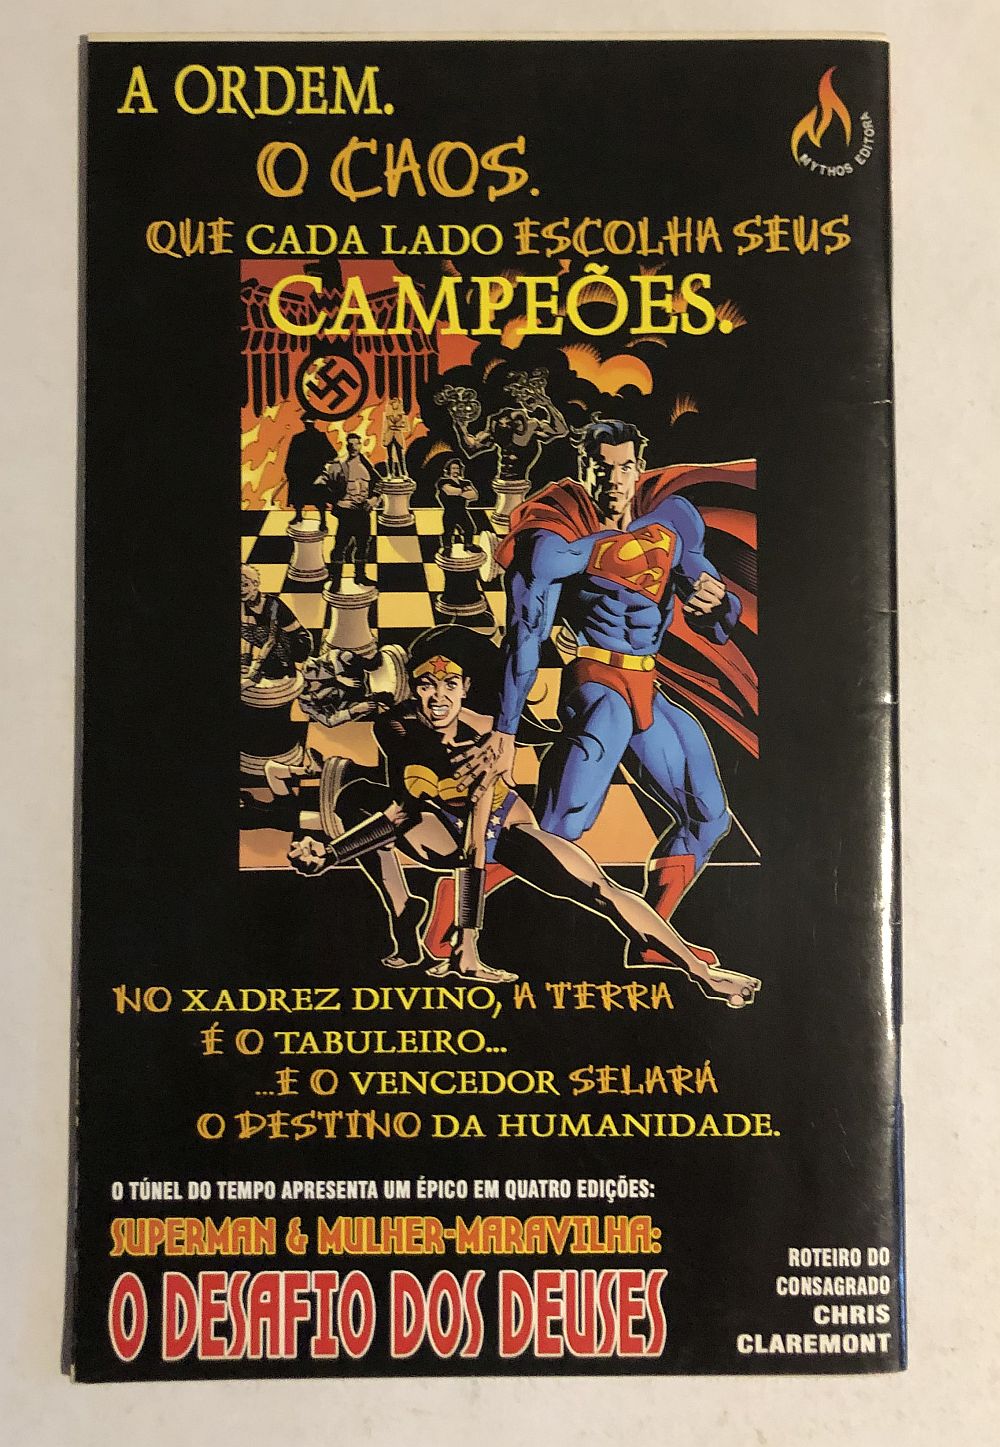 A ORDEM.
MYTHOS EDITORA
O CAOS.
QUE CADA LADO ESCOLHA SEUS
CAMPEÕES.
S
NO XADREZ DIVINO, A TERRA
É O TABULEIRO...
...E O VENCEDOR SELARÁ
O DESTINO DA HUMANIDADE.
O TÚNEL DO TEMPO APRESENTA UM ÉPICO EM QUATRO EDIÇÕES:
SUPERMAN & MULHER-MARAVILHA:
O DESAFIO DOS DEUSES
ROTEIRO DO
CONSAGRADO
CHRIS
CLAREMONT